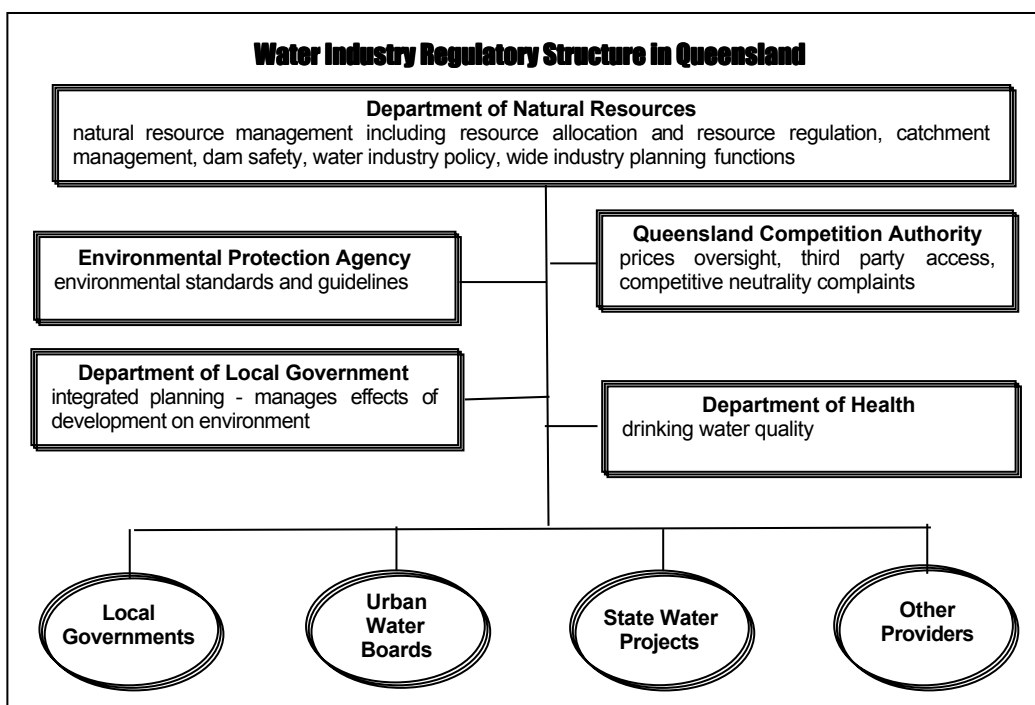 Water Industry Regulatory Structure in Queensland
Department of Natural Resources
natural resource management including resource allocation and resource regulation, catchment
management, dam safety, water industry policy, wide industry planning functions
Environmental Protection Agency
environmental standards and guidelines
Queensland Competition Authority
prices oversight, third party access,
competitive neutrality complaints
Department of Local Government
integrated planning - manages effects of
development on environment
Department of Health
drinking water quality
Local
Governments
Urban
Water
Boards
State Water
Projects
Other
Providers